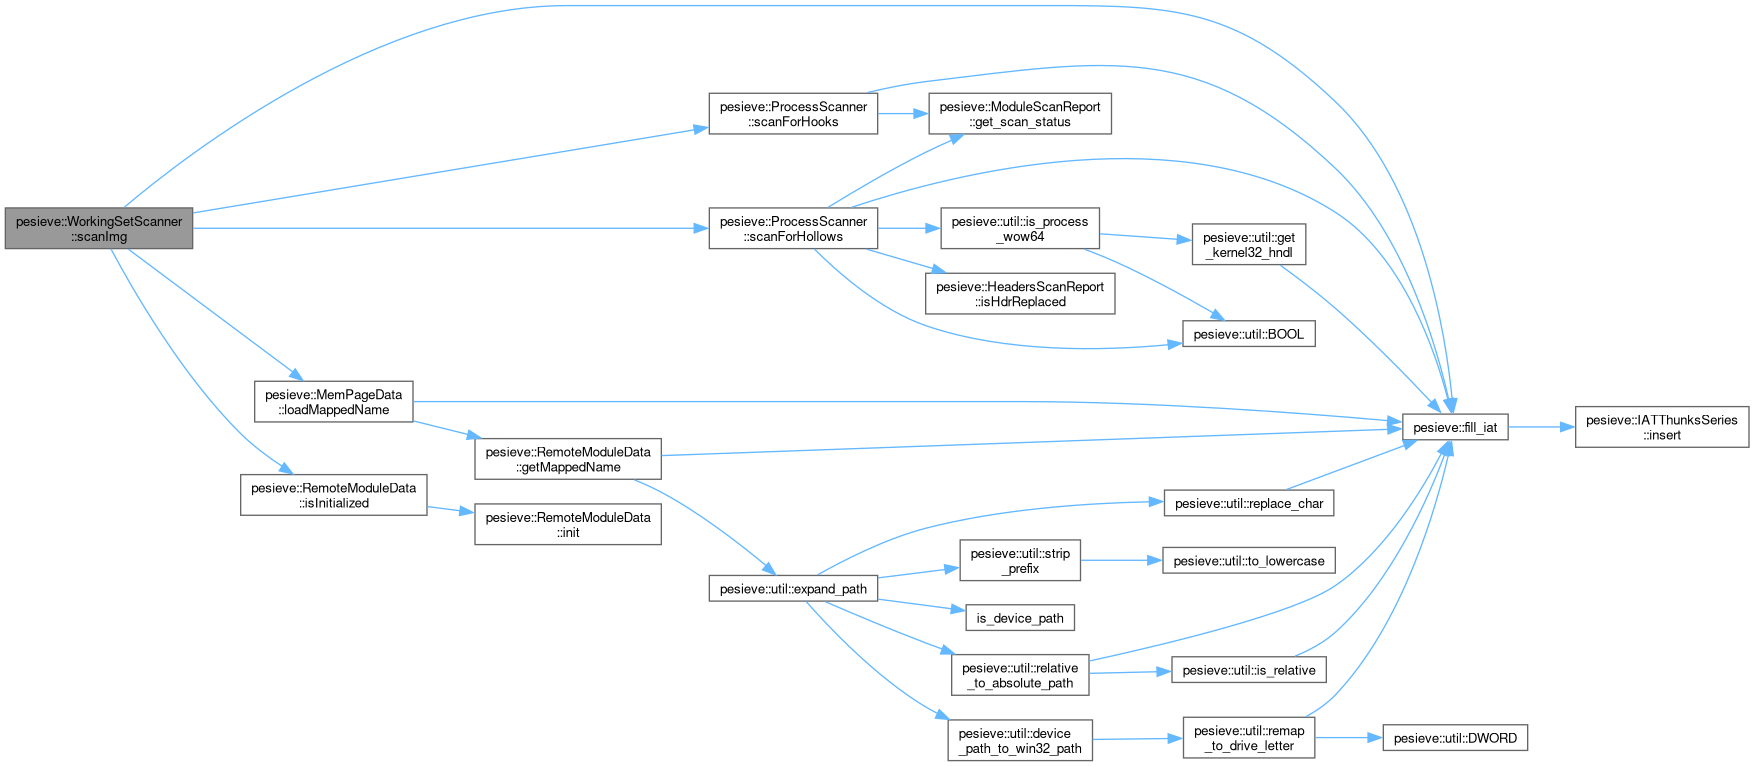 pesieve::WorkingSetScanner
::scanImg
pesieve::ProcessScanner
::scanForHooks
pesieve::ModuleScanReport
::get_scan_status
pesieve::ProcessScanner
::scanForHollows
pesieve::util::is_process
_wow64
pesieve::util::get
_kernel32_hndl
pesieve::HeadersScanReport
::isHdrReplaced
pesieve::util::BOOL
pesieve::MemPageData
::loadMappedName
pesieve::fill_iat
pesieve::IATThunksSeries
::insert
pesieve::RemoteModuleData
::getMappedName
pesieve::RemoteModuleData
::isInitialized
pesieve::RemoteModuleData
::init
pesieve::util::replace_char
pesieve::util::strip
_prefix
pesieve::util::to_lowercase
pesieve::util::expand_path
is_device_path
pesieve::util::relative
_to_absolute_path
pesieve::util::is_relative
pesieve::util::device
_path_to_win32_path
pesieve::util::remap
_to_drive_letter
pesieve::util::DWORD